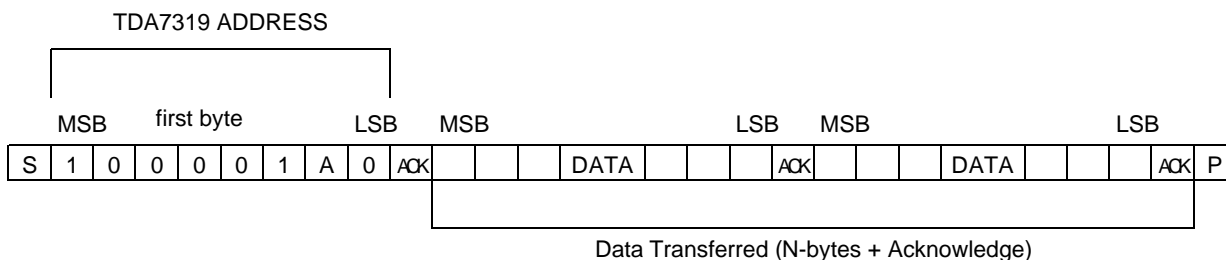 TDA7319 ADDRESS
MSB first byte LSB MSB LSB MSB LSB
S 1 0 0 0 0 1 A 0 ACK DATA ACK DATA ACK P
Data Transferred (N-bytes + Acknowledge)